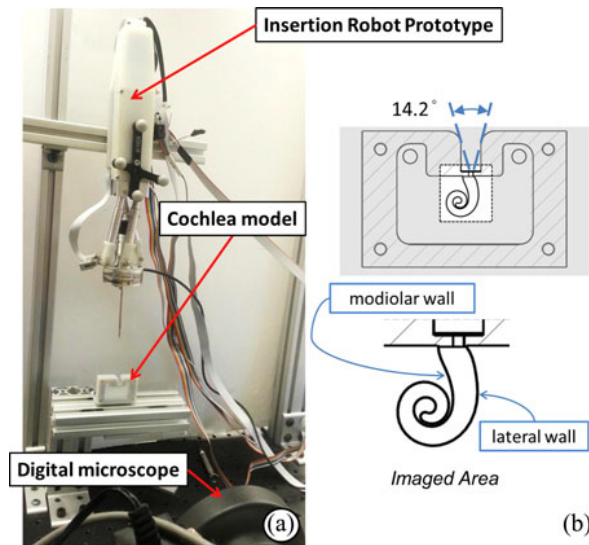 Insertion Robot Prototype
Cochlea model
Digital microscope
(a)
14.2°
modiolar wall
lateral wall
Imaged Area
(b)